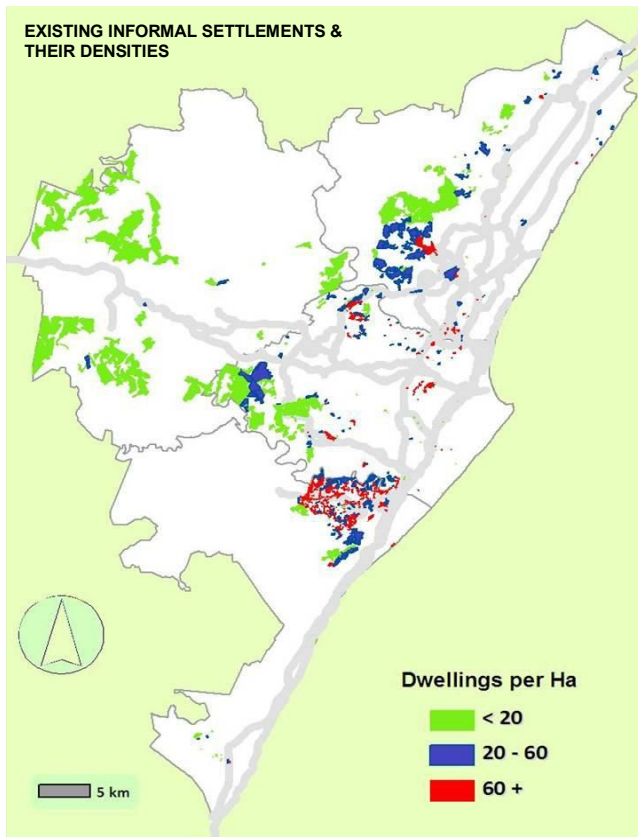 EXISTING INFORMAL SETTLEMENTS &
THEIR DENSITIES
Dwellings per Ha
< 20
20 - 60
60 +
5 km